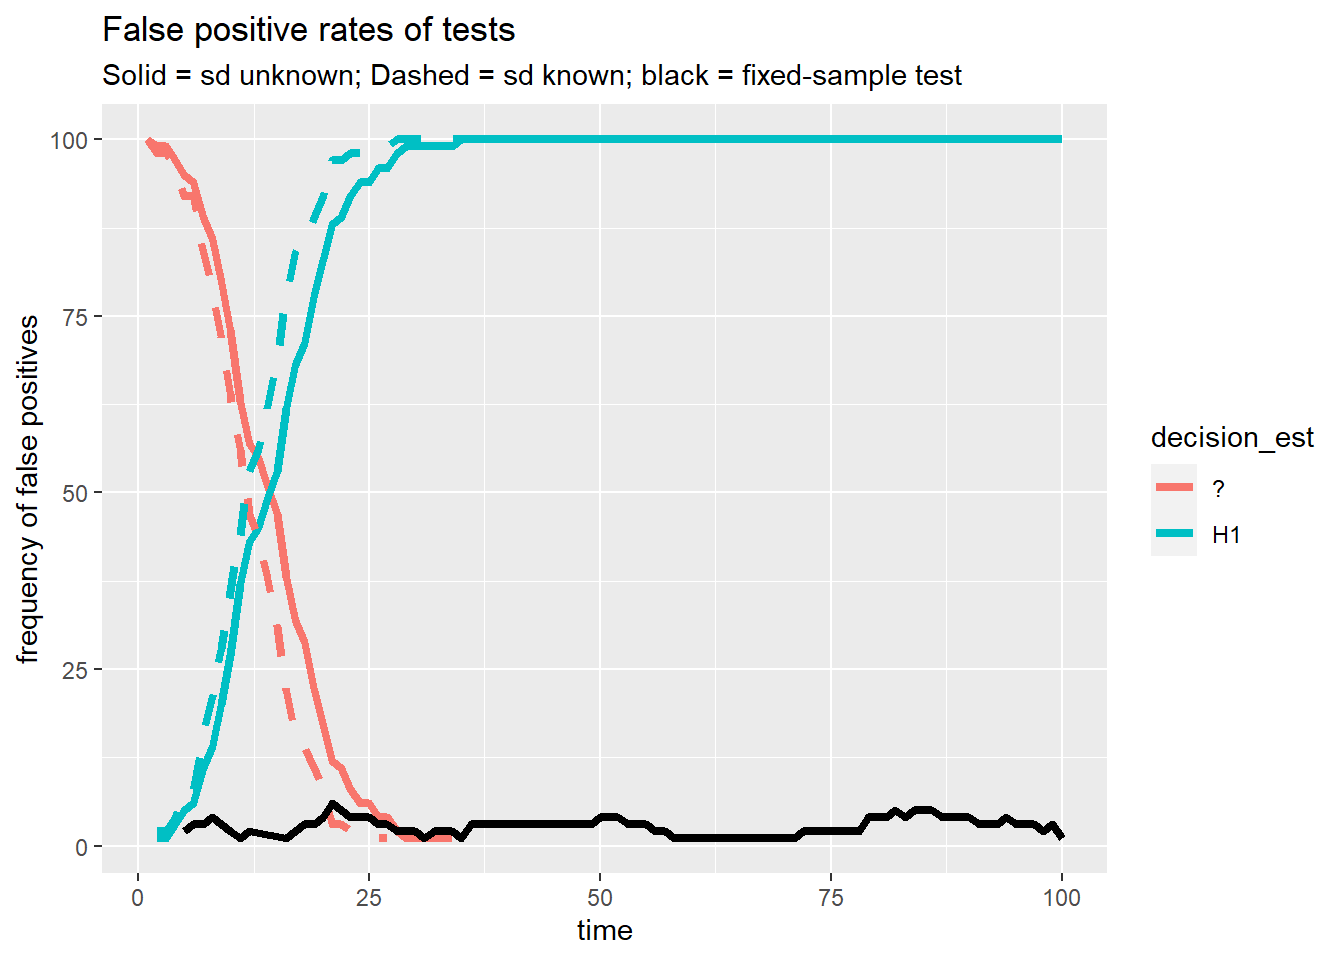 False positive rates of tests
Solid = sd unknown; Dashed = sd known; black = fixed-sample test
frequency of false positives
100
75
50
25
0
0 25 50 75 100
time
decision_est
?
H1